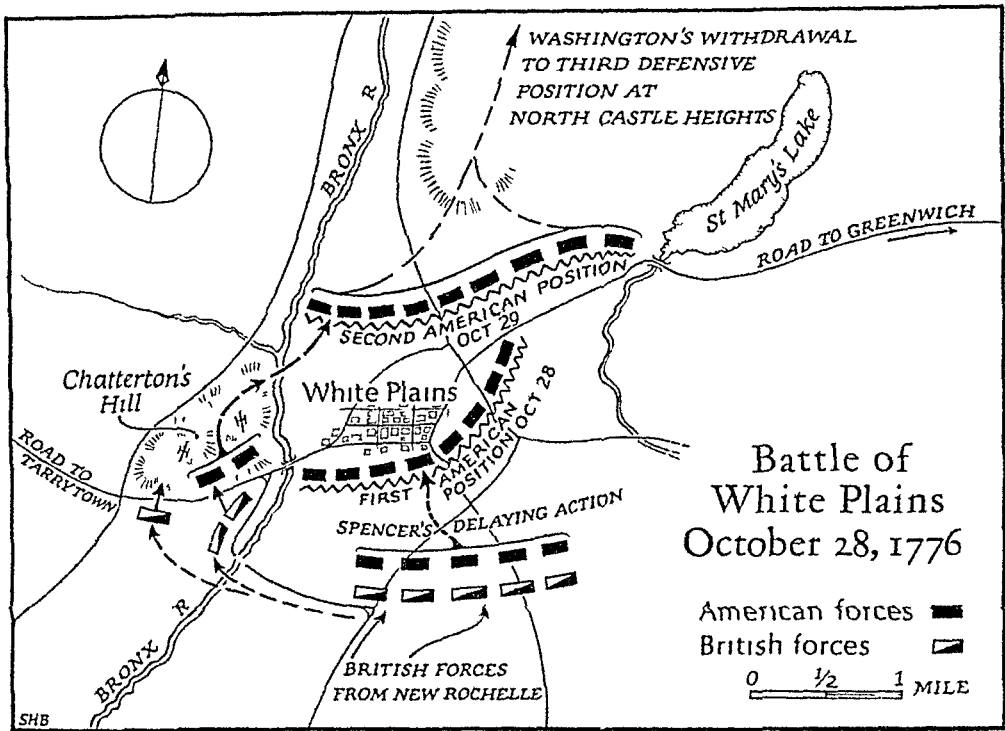 WASHINGTON'S WITHDRAWAL
TO THIRD DEFENSIVE
POSITION AT
NORTH CASTLE HEIGHTS
BRONX R
St Mary's Lake
ROAD TO GREENWICH
SECOND AMERICAN POSITION
OCT 29
Chatterton's
Hill
White Plains
ROAD TO
TARRYTOWN
FIRST AMERICAN
POSITION OCT 28
SPENCER'S DELAYING ACTION
BRONX R
BRITISH FORCES
FROM NEW ROCHELLE
Battle of
White Plains
October 28, 1776
American forces
British forces
0 1/2 1
MILE
SHB